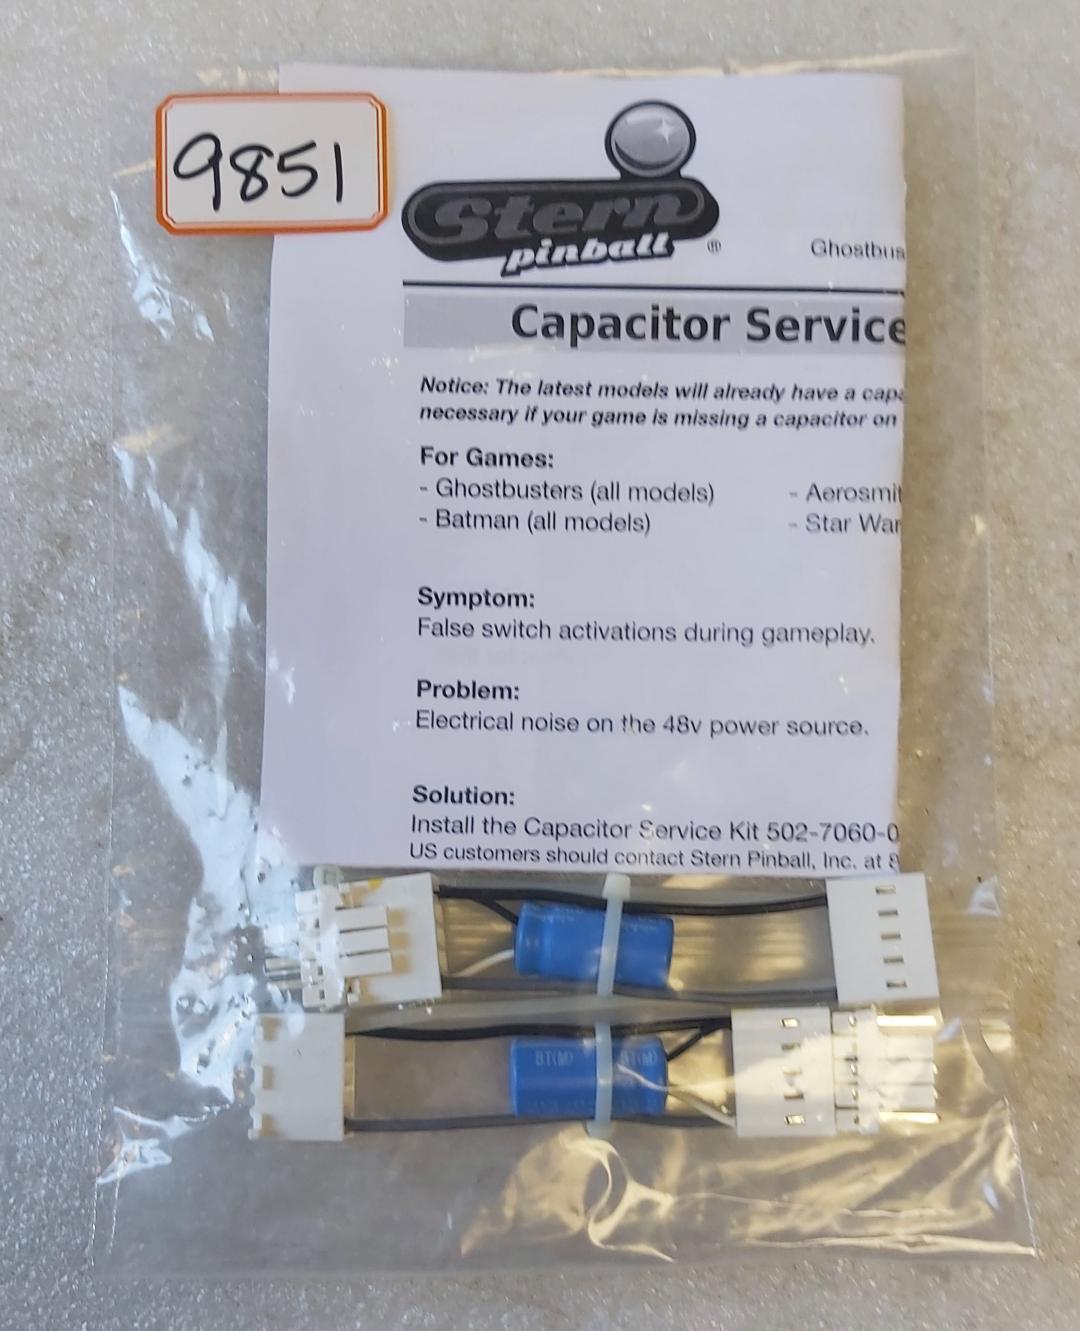 9851
Stern
pinball
®
Ghostbus
Capacitor Service
Notice: The latest models will already have a capa
necessary if your game is missing a capacitor on
For Games:
- Ghostbusters (all models) - Aerosmit
- Batman (all models) - Star War
Symptom:
False switch activations during gameplay.
Problem:
Electrical noise on the 48v power source.
Solution:
Install the Capacitor Service Kit 502-7060-0
US customers should contact Stern Pinball, Inc. at 8
BT(M) BT(M)